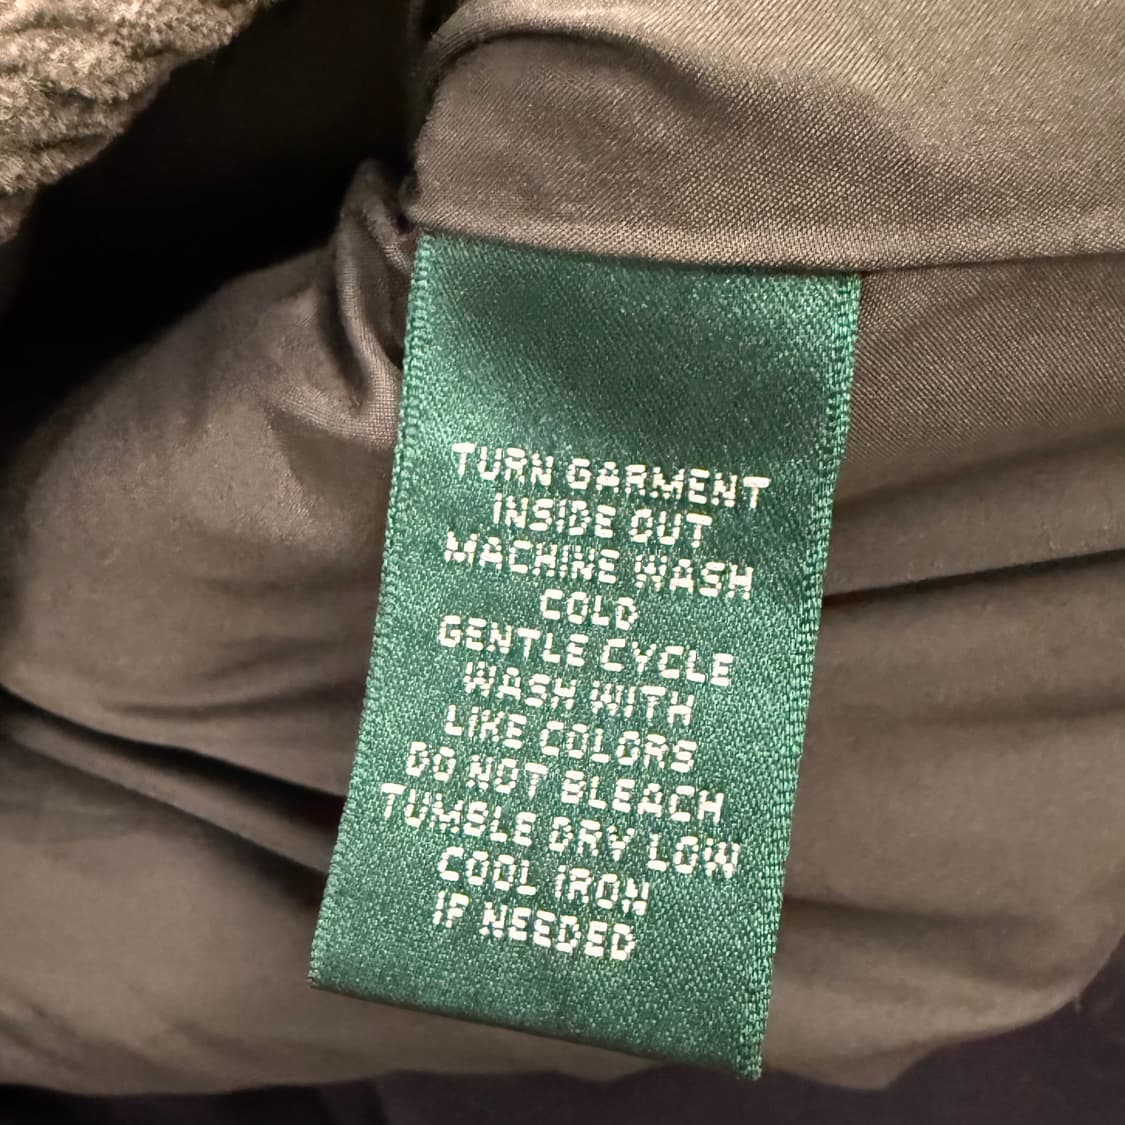 TURN GARMENT
INSIDE OUT
MACHINE WASH
COLD
GENTLE CYCLE
WASH WITH
LIKE COLORS
DO NOT BLEACH
TUMBLE DRY LOW
COOL IRON
IF NEEDED